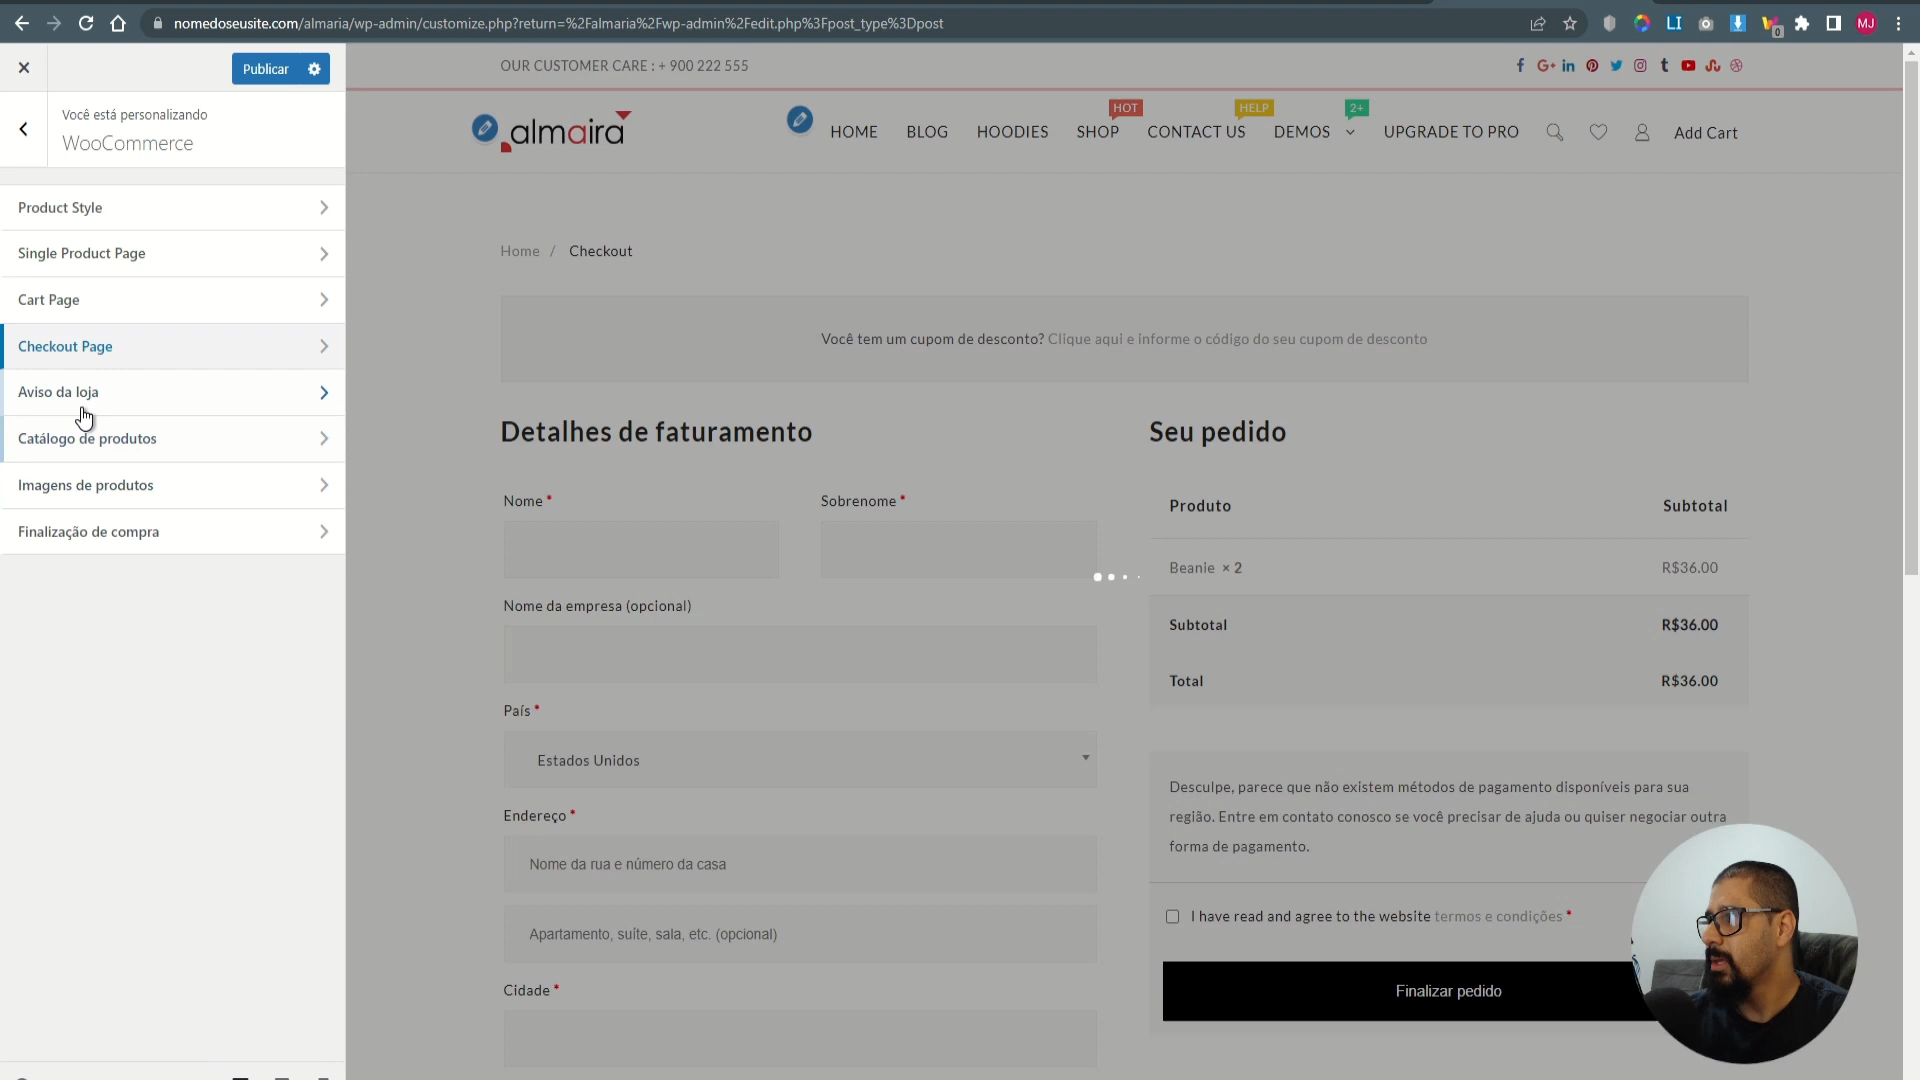 nomedoseusite.com/almaria/wp-admin/customize.php?return=%2Falmaria%2Fwp-admin%2Fedit.php%3Fpost_type%3Dpost
LI
0
MJ
Publicar
Você está personalizando
WooCommerce
Product Style
Single Product Page
Cart Page
Checkout Page
Aviso da loja
Catálogo de produtos
Imagens de produtos
Finalização de compra
OUR CUSTOMER CARE : + 900 222 555
almaira
HOT
HELP
2+
HOME
BLOG
HOODIES
SHOP
CONTACT US
DEMOS
UPGRADE TO PRO
Add Cart
Home / Checkout
Você tem um cupom de desconto? Clique aqui e informe o código do seu cupom de desconto
Detalhes de faturamento
Nome *
Sobrenome *
Nome da empresa (opcional)
País *
Estados Unidos
Endereço *
Nome da rua e número da casa
Apartamento, suíte, sala, etc. (opcional)
Cidade *
Seu pedido
Produto Subtotal
Beanie × 2 R$36.00
Subtotal R$36.00
Total R$36.00
Desculpe, parece que não existem métodos de pagamento disponíveis para sua
região. Entre em contato conosco se você precisar de ajuda ou quiser negociar outra
forma de pagamento.
I have read and agree to the website termos e condições *
Finalizar pedido